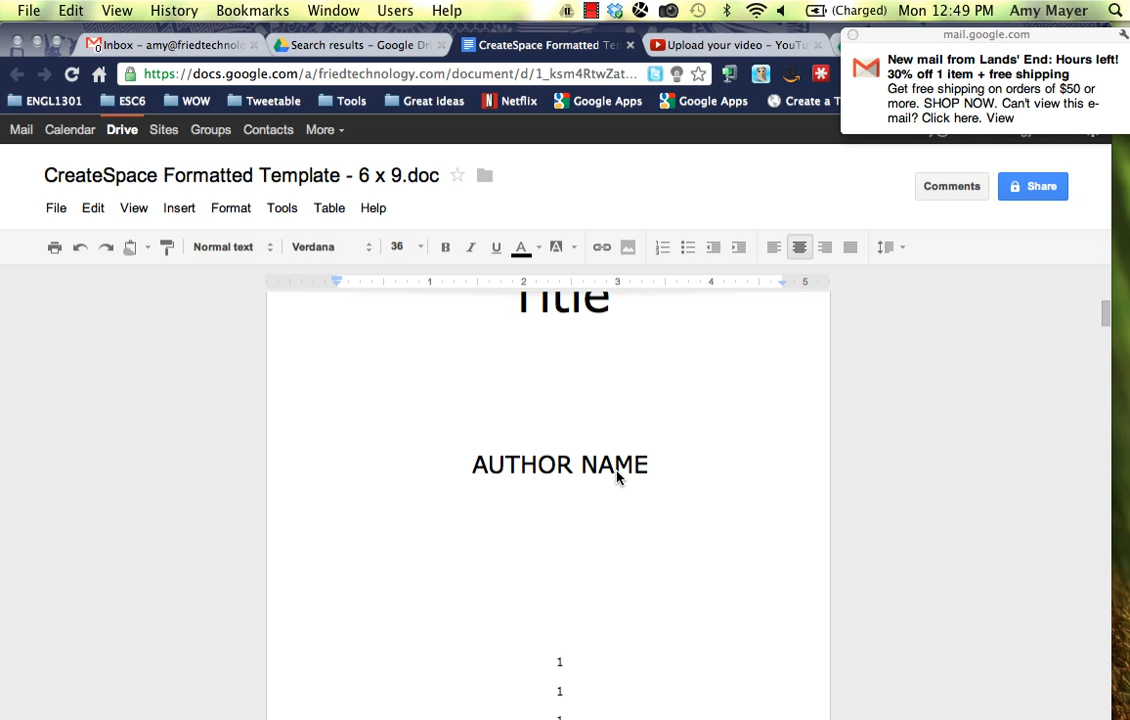 File Edit View History Bookmarks Window Users Help (Charged) Mon 12:49 PM Amy Mayer
Inbox - amy@friedtechnolo Search results - Google Dri CreateSpace Formatted Ten Upload your video - YouTu
mail.google.com
https://docs.google.com/a/friedtechnology.com/document/d/1_ksm4RtwZat...
New mail from Lands' End: Hours left!
30% off 1 item + free shipping
Get free shipping on orders of $50 or
more. SHOP NOW. Can't view this e-
mail? Click here. View
ENGL1301 ESC6 WOW Tweetable Tools Great ideas Netflix Google Apps Google Apps Create a T
Mail Calendar Drive Sites Groups Contacts More
CreateSpace Formatted Template - 6 x 9.doc
Comments Share
File Edit View Insert Format Tools Table Help
Normal text Verdana 36 B I U A A
1 2 3 4 5
Title
AUTHOR NAME
1
1